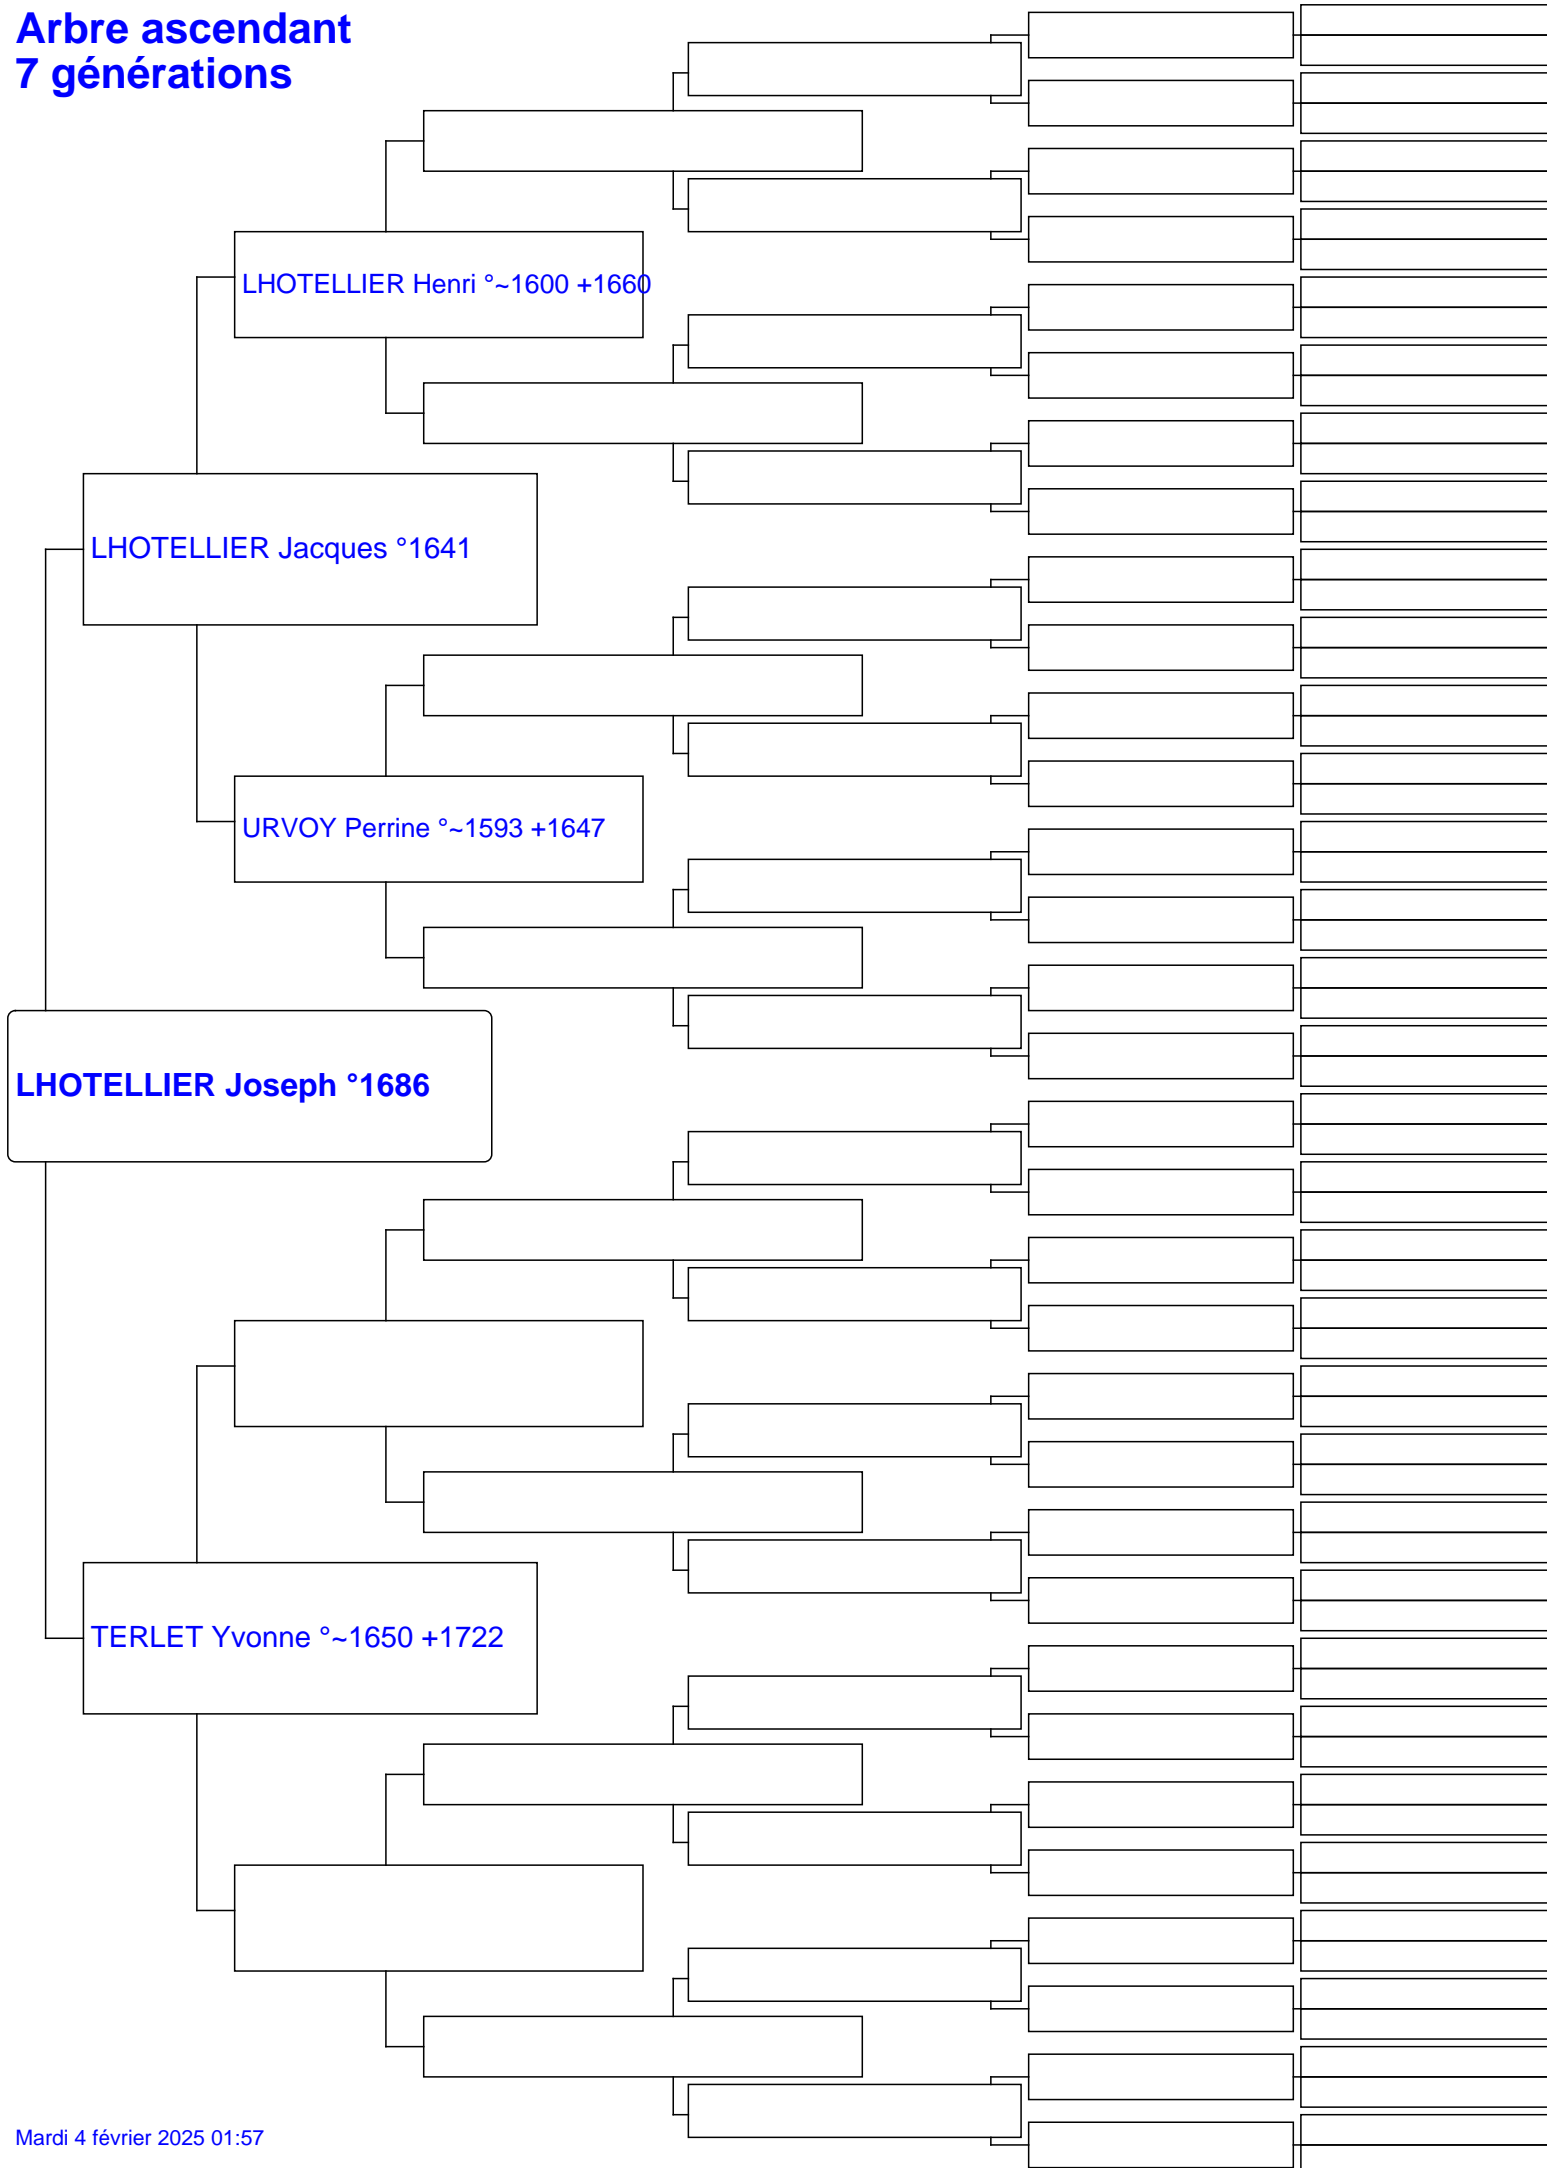 Arbre ascendant
7 générations
LHOTELLIER Henri °~1600 +1660
LHOTELLIER Jacques °1641
URVOY Perrine °~1593 +1647
LHOTELLIER Joseph °1686
TERLET Yvonne °~1650 +1722
Mardi 4 février 2025 01:57